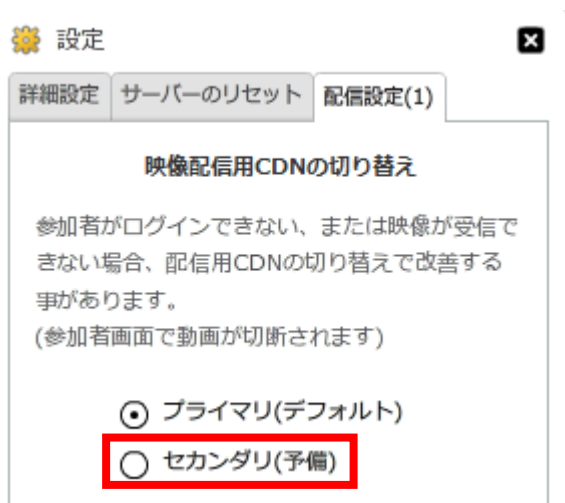 設定
詳細設定 サーバーのリセット 配信設定(1)
映像配信用CDNの切り替え
参加者がログインできない、または映像が受信で
きない場合、配信用CDNの切り替えで改善する
事があります。
(参加者画面で動画が切断されます)
プライマリ(デフォルト)
セカンダリ(予備)